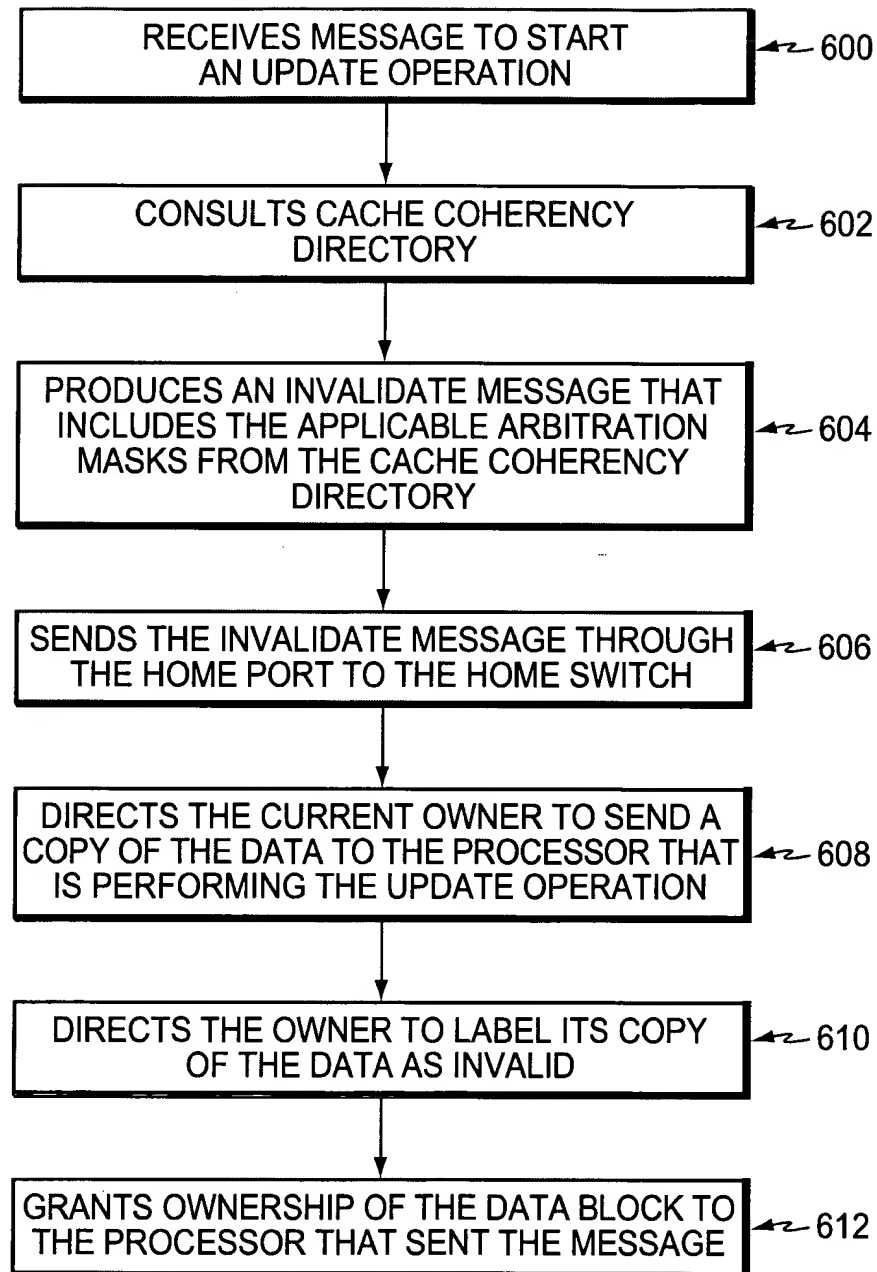 RECEIVES MESSAGE TO START
AN UPDATE OPERATION
600
CONSULTS CACHE COHERENCY
DIRECTORY
602
PRODUCES AN INVALIDATE MESSAGE THAT
INCLUDES THE APPLICABLE ARBITRATION
MASKS FROM THE CACHE COHERENCY
DIRECTORY
604
SENDS THE INVALIDATE MESSAGE THROUGH
THE HOME PORT TO THE HOME SWITCH
606
DIRECTS THE CURRENT OWNER TO SEND A
COPY OF THE DATA TO THE PROCESSOR THAT
IS PERFORMING THE UPDATE OPERATION
608
DIRECTS THE OWNER TO LABEL ITS COPY
OF THE DATA AS INVALID
610
GRANTS OWNERSHIP OF THE DATA BLOCK TO
THE PROCESSOR THAT SENT THE MESSAGE
612